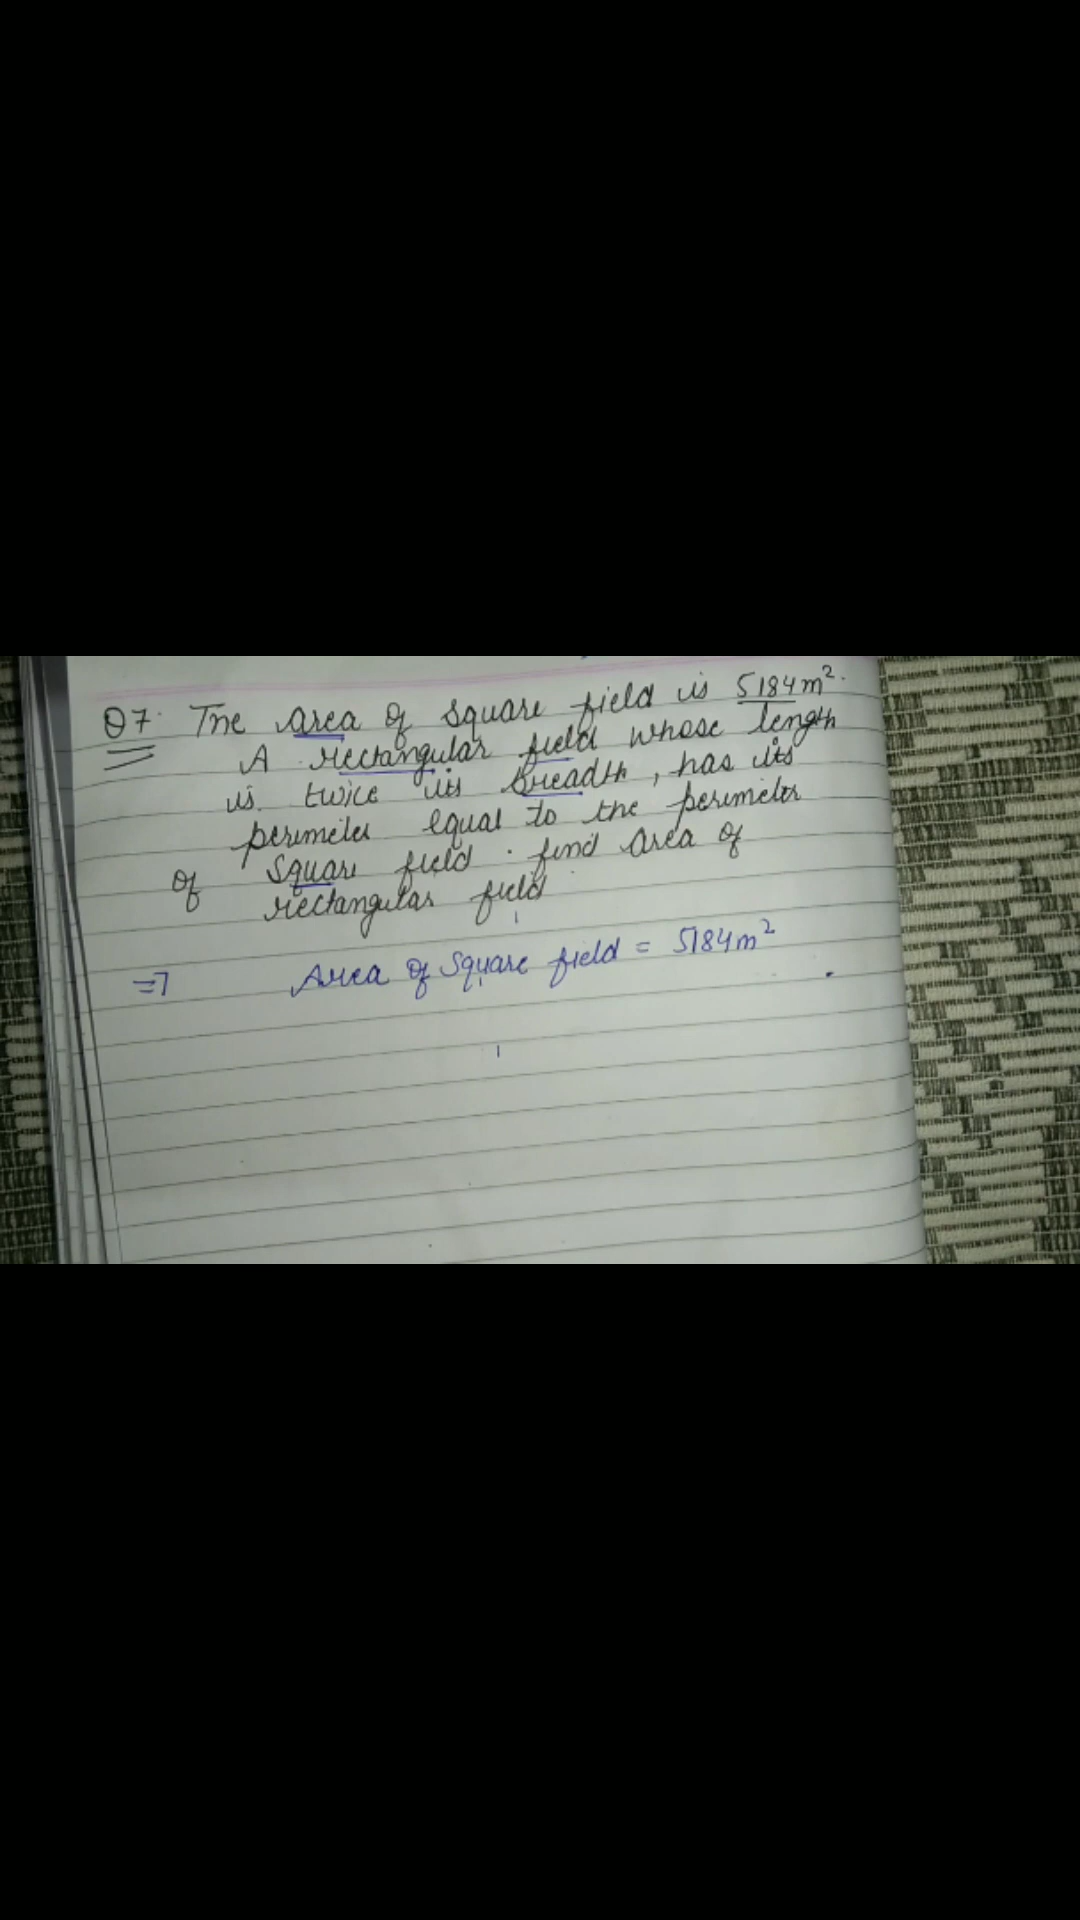 Q7. The area of square field is 5184m².
A rectangular field whose length
is twice its breadth, has its
perimeter equal to the perimeter
of square field. find area of
rectangular field
=> Area of square field = 5184m²